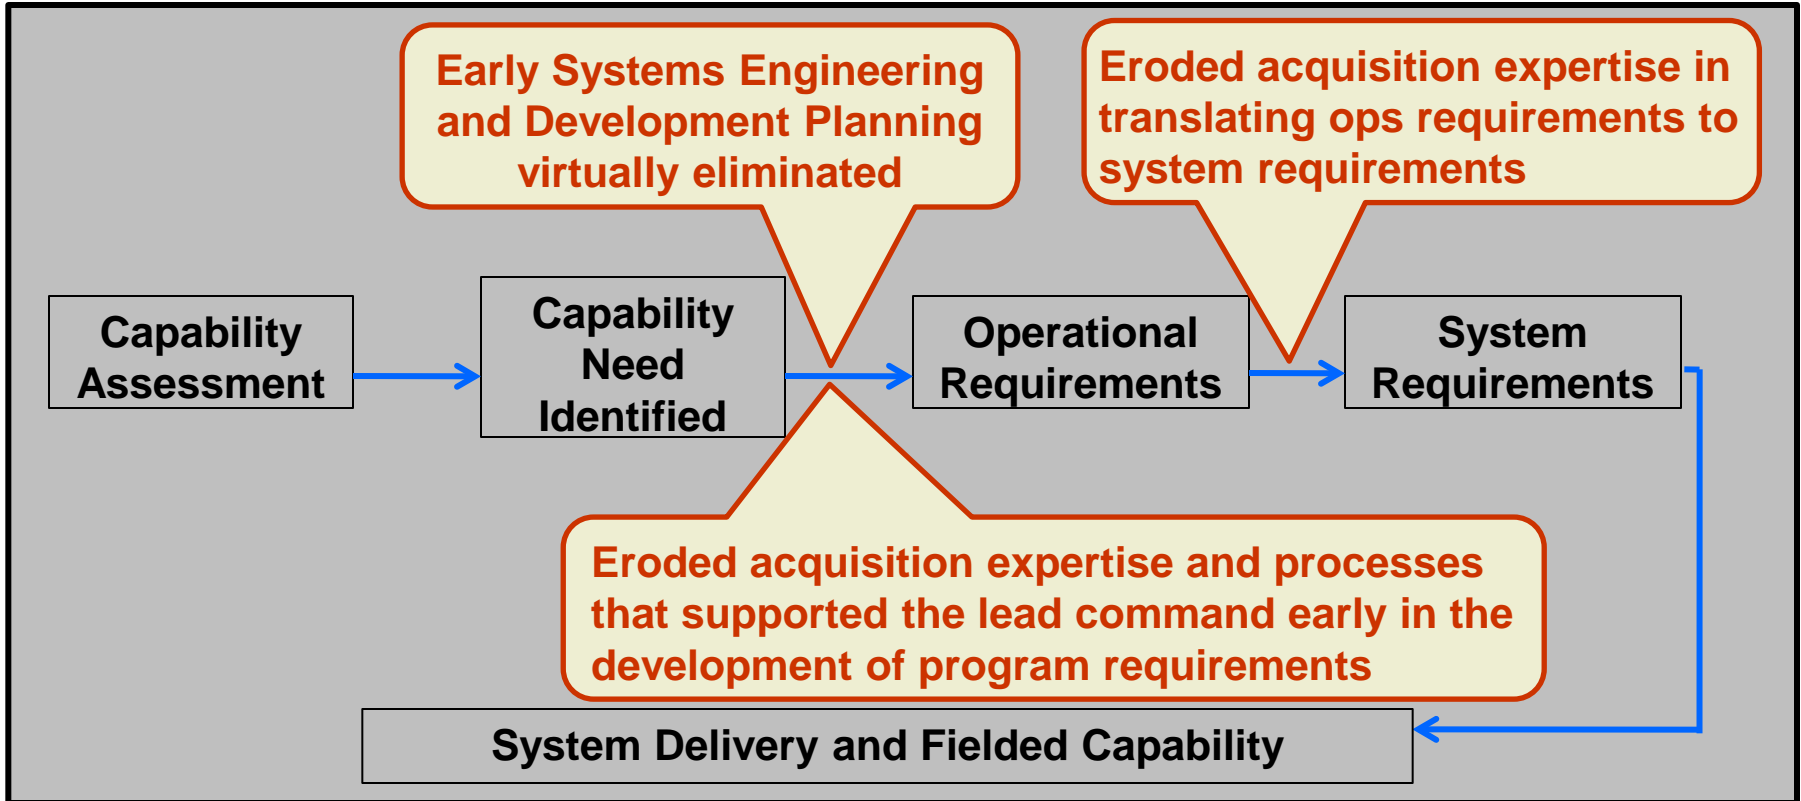 Early Systems Engineering
and Development Planning
virtually eliminated
Eroded acquisition expertise in
translating ops requirements to
system requirements
Capability
Assessment
Capability
Need
Identified
Operational
Requirements
System
Requirements
Eroded acquisition expertise and processes
that supported the lead command early in the
development of program requirements
System Delivery and Fielded Capability